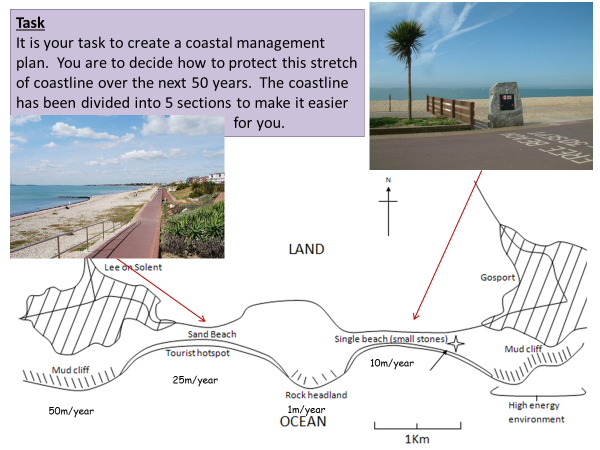 Task
It is your task to create a coastal management
plan.  You are to decide how to protect this stretch
of coastline over the next 50 years.  The coastline
has been divided into 5 sections to make it easier
for you.
N
LAND
Lee on Solent
Gosport
Sand Beach
Single beach (small stones)
Tourist hotspot
Mud cliff
Mud cliff
10m/year
25m/year
Rock headland
50m/year
1m/year
High energy
environment
OCEAN
1Km